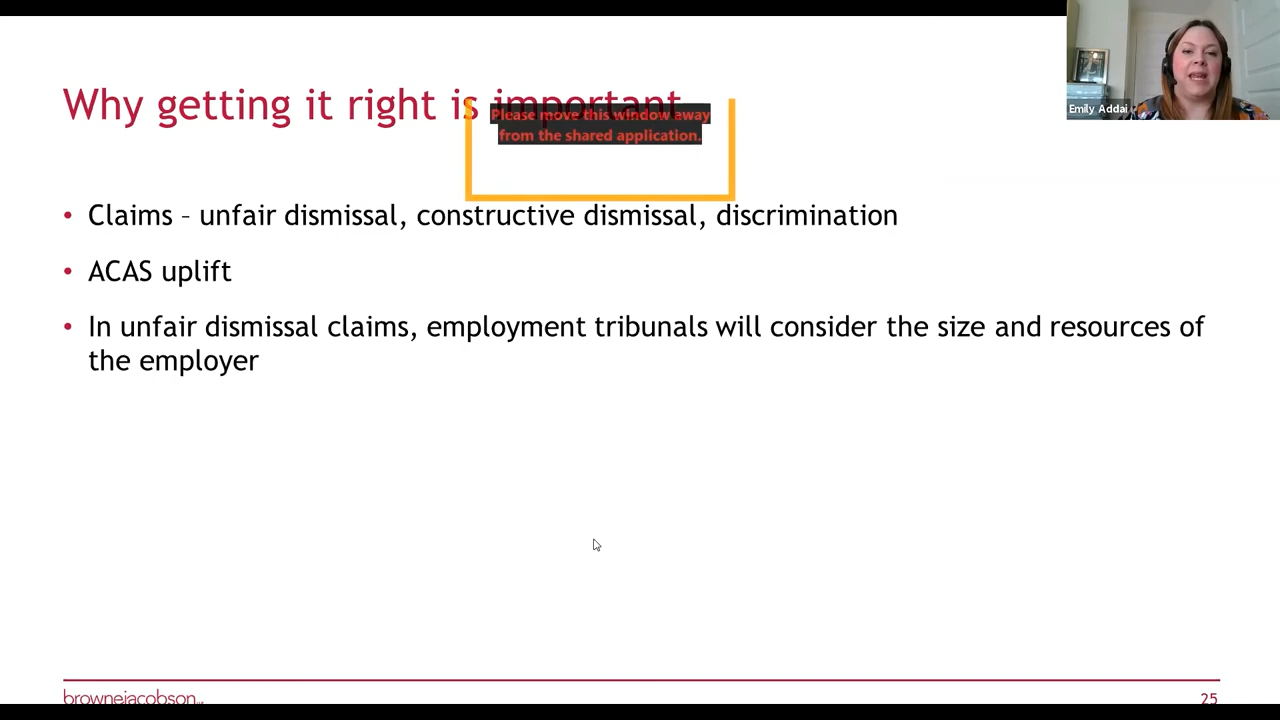 Why getting it right is important
Please move this window away
from the shared application.
Emily Addai
• Claims – unfair dismissal, constructive dismissal, discrimination
• ACAS uplift
• In unfair dismissal claims, employment tribunals will consider the size and resources of
the employer
brownejacobson
25